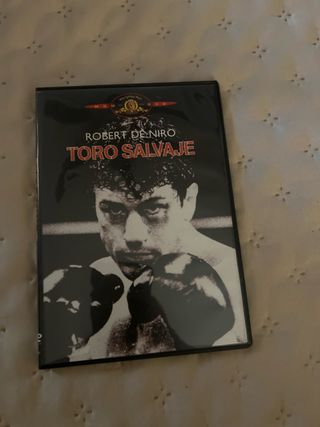 ROBERT DE NIRO
TORO SALVAJE